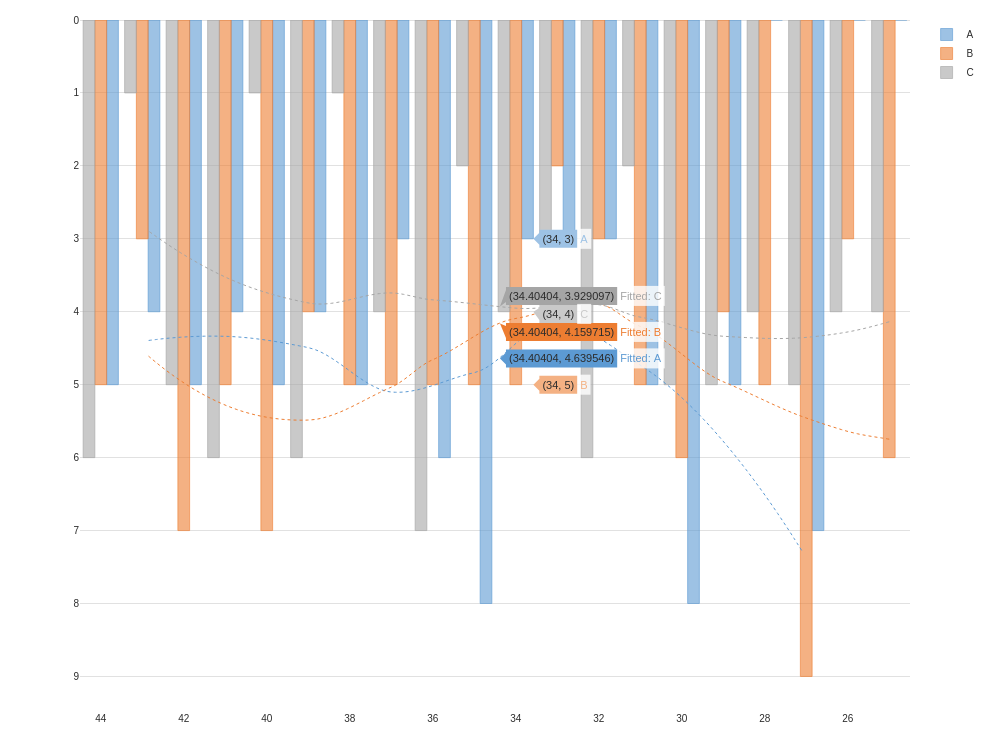 0
1
2
3
4
5
6
7
8
9
44
42
40
38
36
34
32
30
28
26
A
B
C
(34, 3) A
(34.40404, 3.929097) Fitted: C
(34, 4) C
(34.40404, 4.159715) Fitted: B
(34.40404, 4.639546) Fitted: A
(34, 5) B